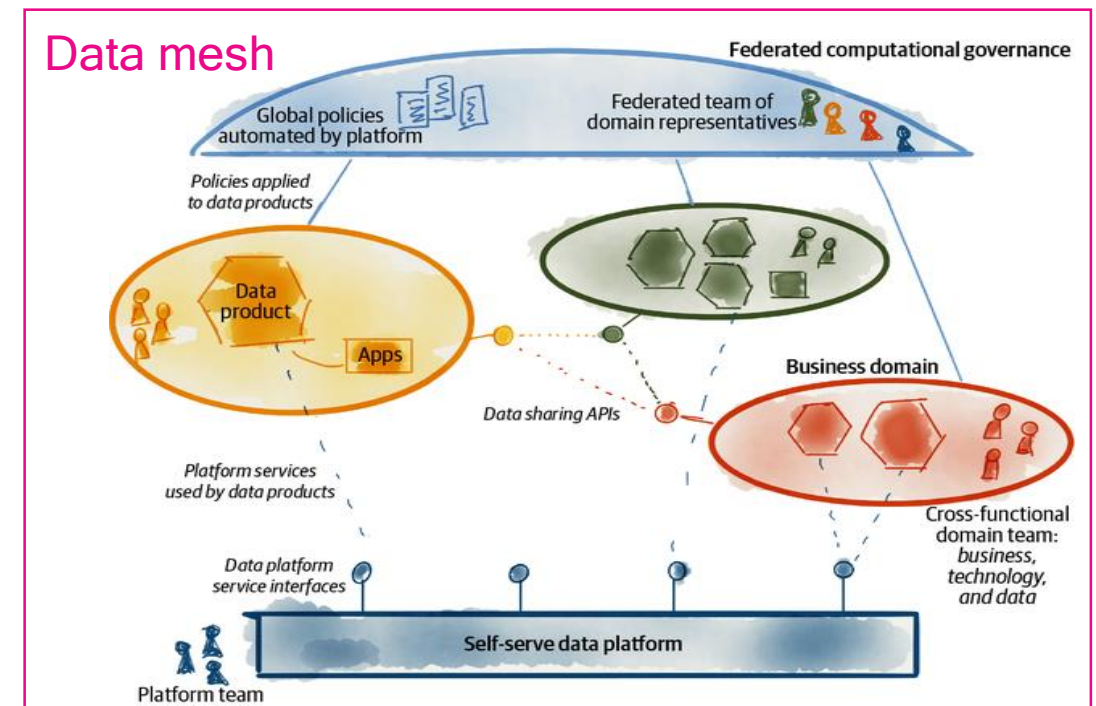 Data mesh
Federated computational governance
Global policies
automated by platform
Federated team of
domain representatives
Policies applied
to data products
Data
product
Apps
Business domain
Data sharing APIs
Platform services
used by data products
Cross-functional
domain team:
business,
technology,
and data
Data platform
service interfaces
Self-serve data platform
Platform team